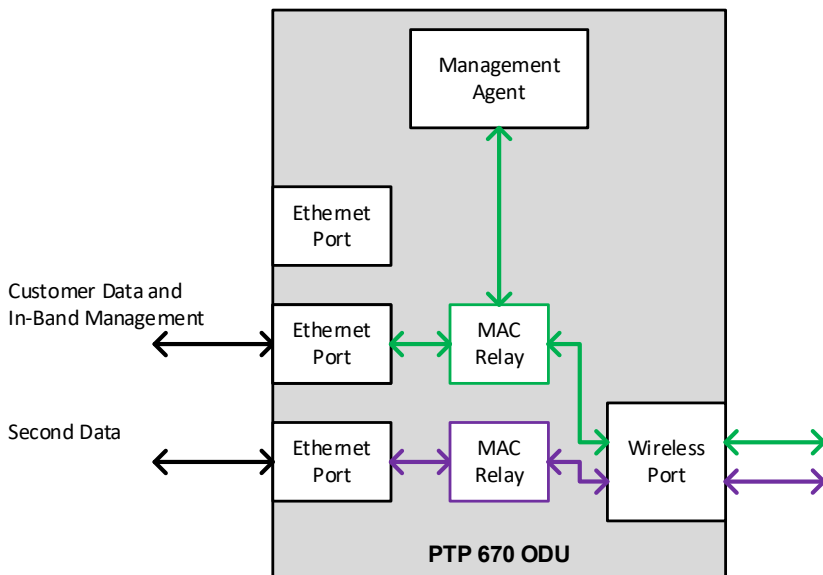 Management
Agent
Ethernet
Port
Customer Data and
In-Band Management
Ethernet
Port
MAC
Relay
Second Data
Ethernet
Port
MAC
Relay
Wireless
Port
PTP 670 ODU